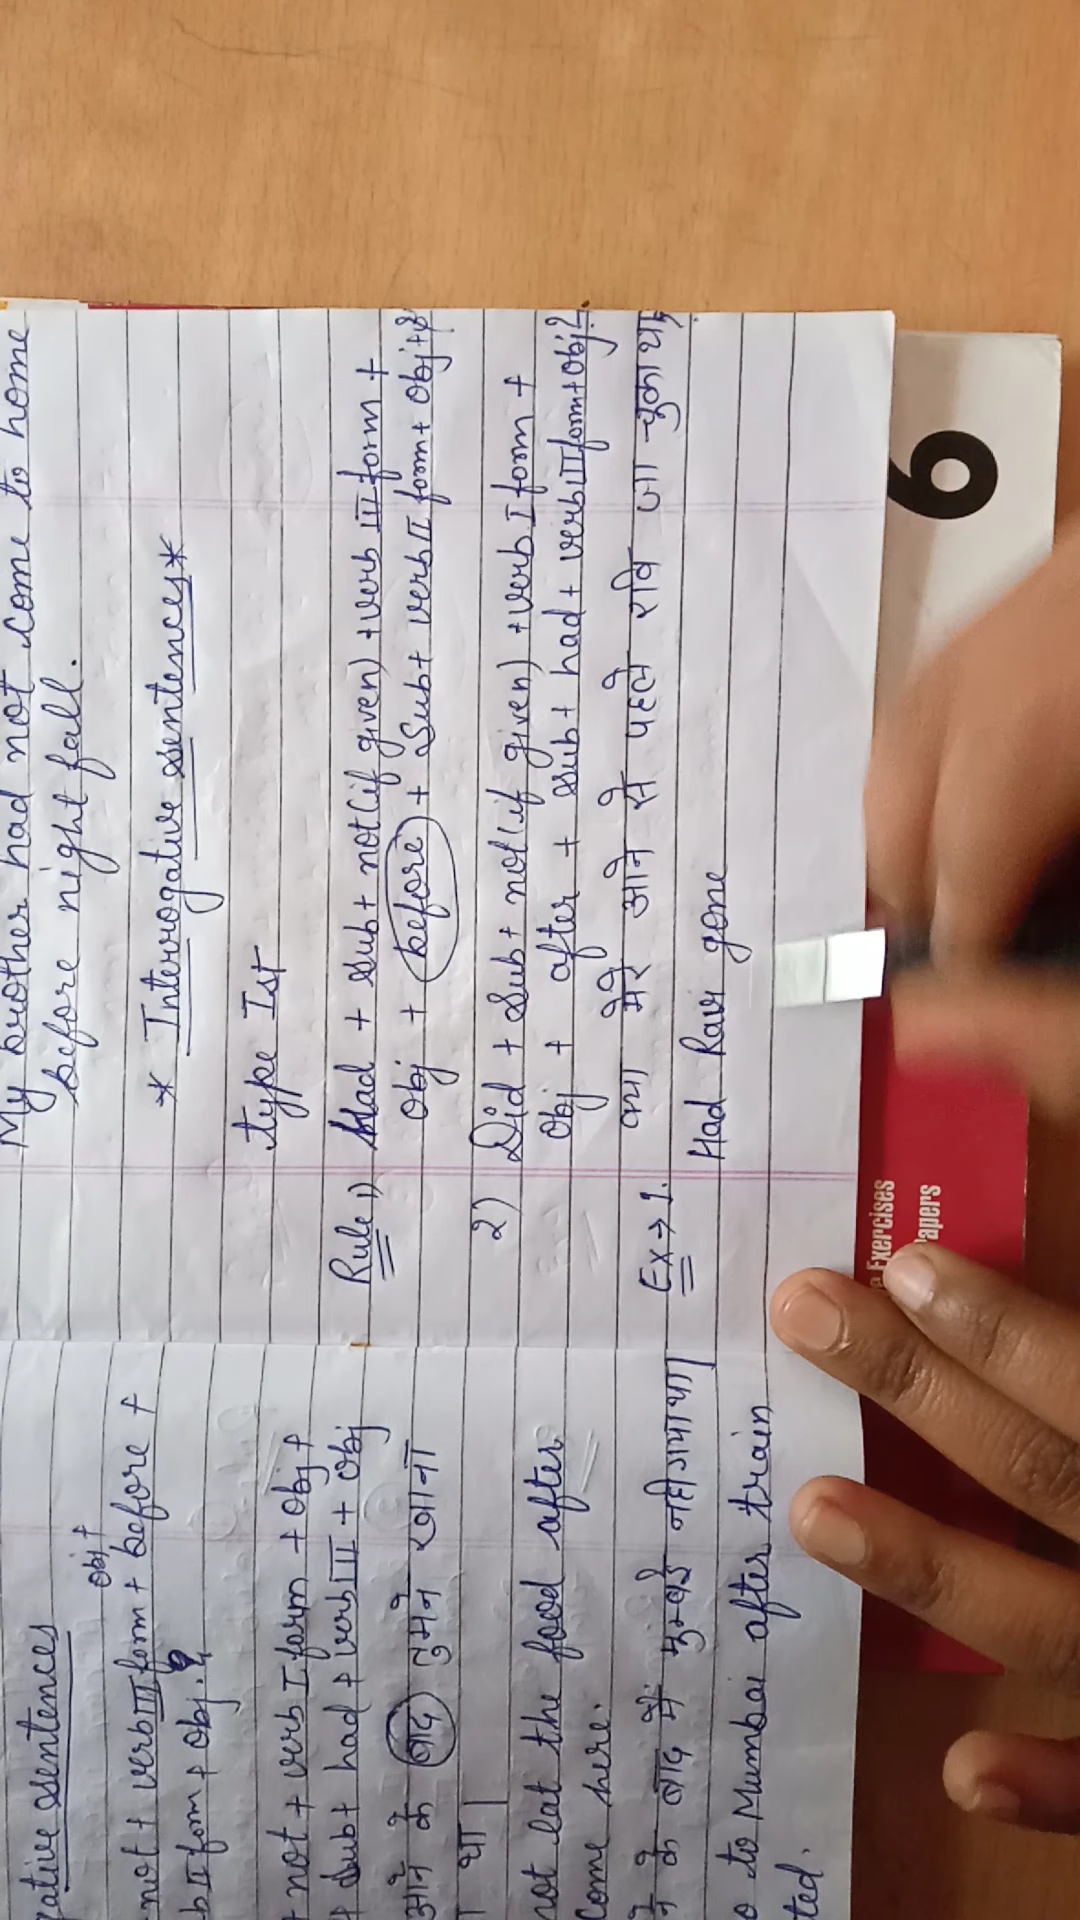 ative sentences
obj +
not + verb III form + before +
b II form + obj.
not + verb I form + obj +
sub + had + verb III + obj
आने के बाद तुमने खाना
था।
not eat the food after
come here.
ने के बाद में मुम्बई नहीं गया था।
o to Mumbai after train
ted.
My brother had not come to home
before night fall.
* Interrogative sentences *
type Ist
Rule 1) Had + Sub + not (if given) + verb III form +
obj + before + Sub + verb II form + obj + ?
2) Did + Sub + not (if given) + verb I form +
obj + after + sub + had + verb III form + obj?
Ex → 1. क्या मेरे आने से पहले रवि जा चुका था?
Had Ravi gone
9
e Exercises
apers